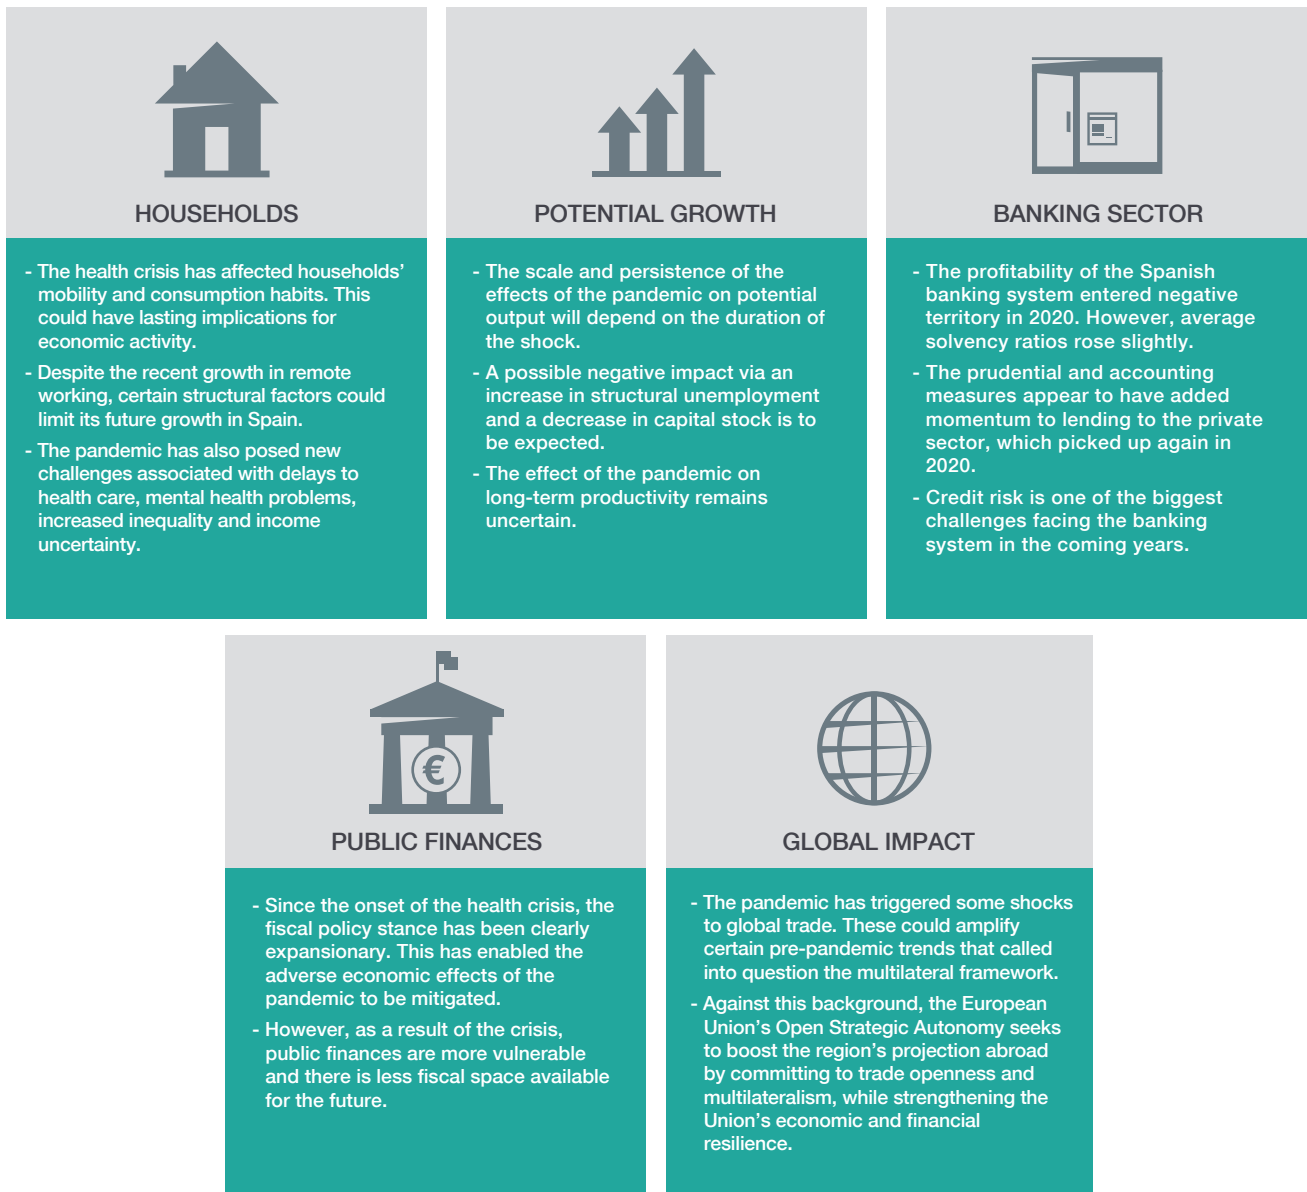 HOUSEHOLDS
- The health crisis has affected households’
mobility and consumption habits. This
could have lasting implications for
economic activity.
- Despite the recent growth in remote
working, certain structural factors could
limit its future growth in Spain.
- The pandemic has also posed new
challenges associated with delays to
health care, mental health problems,
increased inequality and income
uncertainty.
POTENTIAL GROWTH
- The scale and persistence of the
effects of the pandemic on potential
output will depend on the duration of
the shock.
- A possible negative impact via an
increase in structural unemployment
and a decrease in capital stock is to
be expected.
- The effect of the pandemic on
long-term productivity remains
uncertain.
BANKING SECTOR
- The profitability of the Spanish
banking system entered negative
territory in 2020. However, average
solvency ratios rose slightly.
- The prudential and accounting
measures appear to have added
momentum to lending to the private
sector, which picked up again in
2020.
- Credit risk is one of the biggest
challenges facing the banking
system in the coming years.
€
PUBLIC FINANCES
- Since the onset of the health crisis, the
fiscal policy stance has been clearly
expansionary. This has enabled the
adverse economic effects of the
pandemic to be mitigated.
- However, as a result of the crisis,
public finances are more vulnerable
and there is less fiscal space available
for the future.
GLOBAL IMPACT
- The pandemic has triggered some shocks
to global trade. These could amplify
certain pre-pandemic trends that called
into question the multilateral framework.
- Against this background, the European
Union’s Open Strategic Autonomy seeks
to boost the region’s projection abroad
by committing to trade openness and
multilateralism, while strengthening the
Union’s economic and financial
resilience.